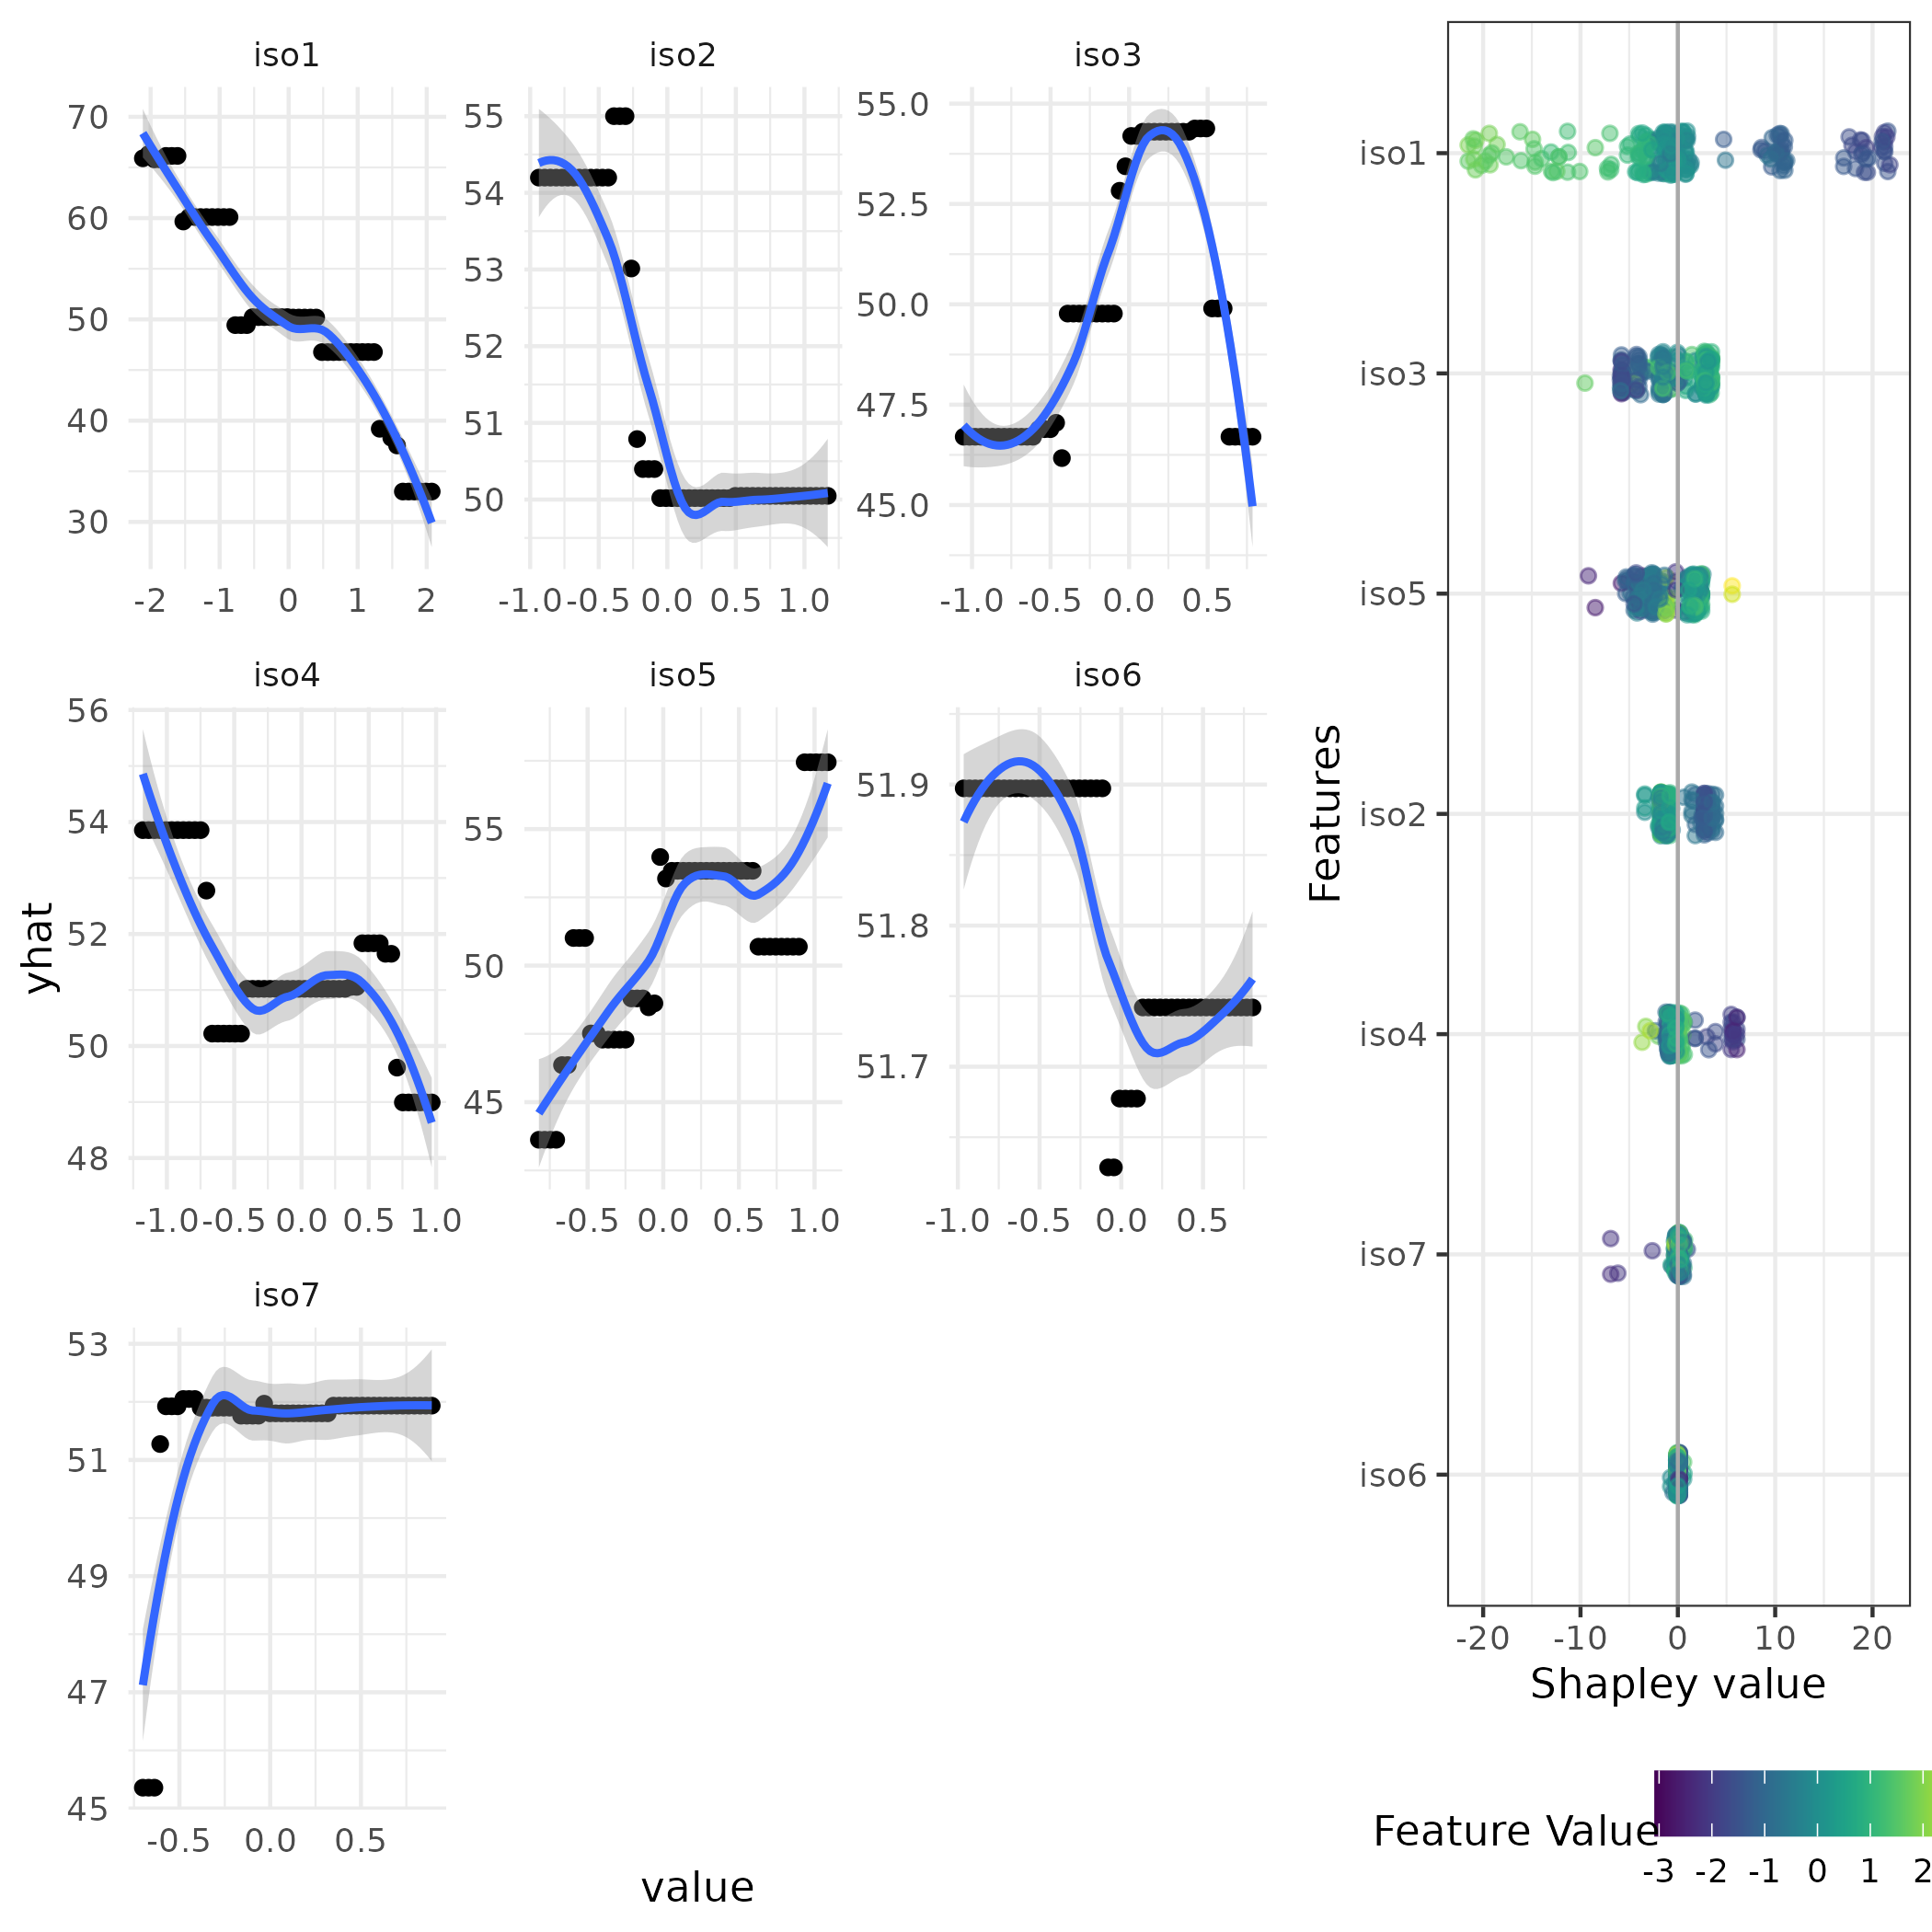 iso1
iso2
iso3
70
60
50
40
30
-2 -1 0 1 2
55
54
53
52
51
50
-1.0 -0.5 0.0 0.5 1.0
55.0
52.5
50.0
47.5
45.0
-1.0 -0.5 0.0 0.5
iso4
iso5
iso6
56
54
52
50
48
-1.0 -0.5 0.0 0.5 1.0
55
50
45
-0.5 0.0 0.5 1.0
51.9
51.8
51.7
-1.0 -0.5 0.0 0.5
iso7
53
51
49
47
45
-0.5 0.0 0.5
yhat
value
Features
iso1
iso3
iso5
iso2
iso4
iso7
iso6
-20 -10 0 10 20
Shapley value
Feature Value
-3 -2 -1 0 1 2